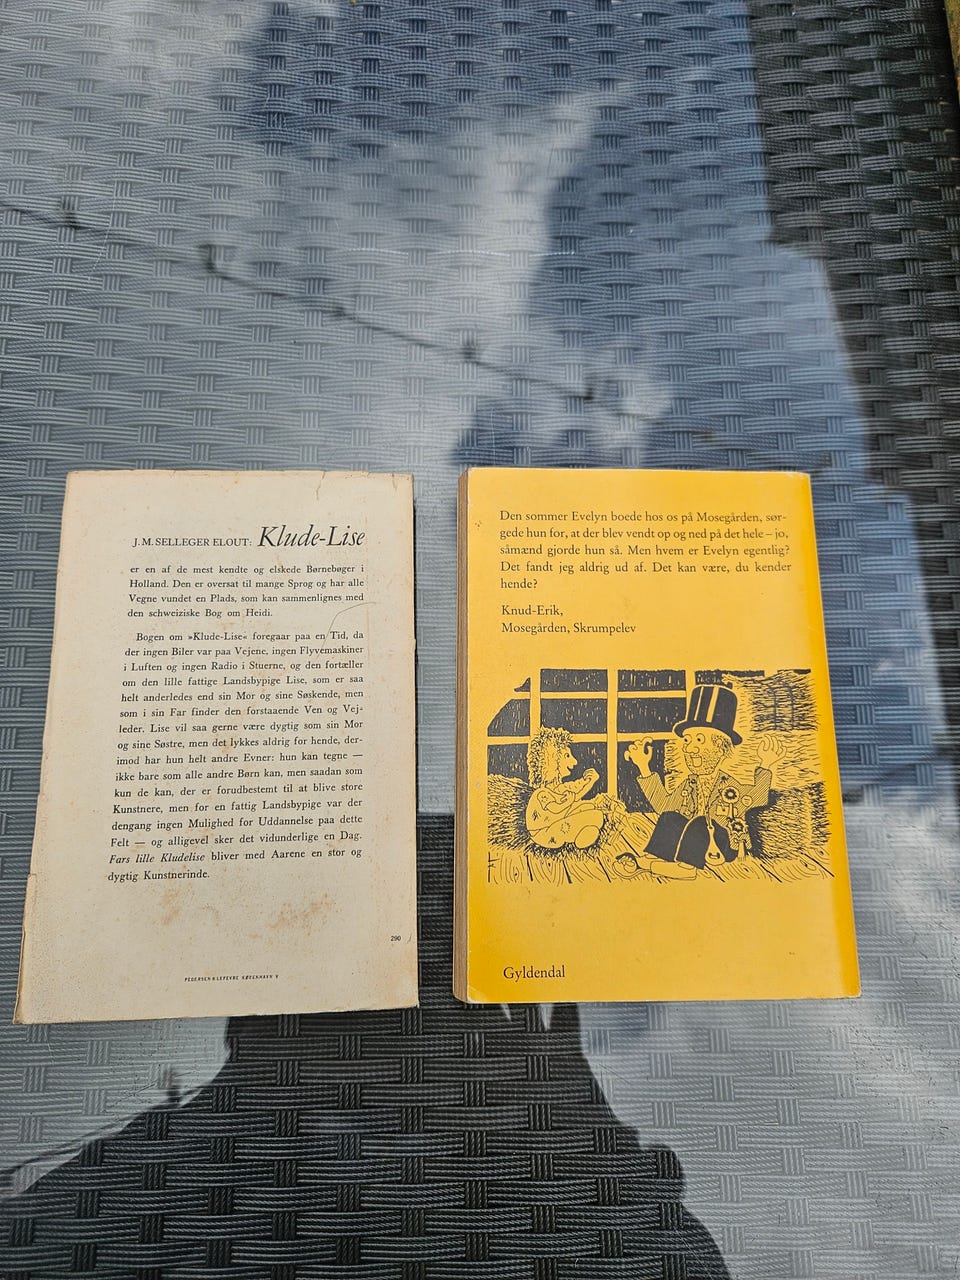 J. M. SELLEGER ELOUT: Klude-Lise
er en af de mest kendte og elskede Børnebøger i
Holland. Den er oversat til mange Sprog og har alle
Vegne vundet en Plads, som kan sammenlignes med
den schweiziske Bog om Heidi.
Bogen om »Klude-Lise« foregaar paa en Tid, da
der ingen Biler var paa Vejene, ingen Flyvemaskiner
i Luften og ingen Radio i Stuerne, og den fortæller
om den lille fattige Landsbypige Lise, som er saa
helt anderledes end sin Mor og sine Søskende, men
som i sin Far finder den forstaaende Ven og Vej-
leder. Lise vil saa gerne være dygtig som sin Mor
og sine Søstre, men det lykkes aldrig for hende, der-
imod har hun helt andre Evner: hun kan tegne —
ikke bare som alle andre Børn kan, men saadan som
kun de kan, der er forudbestemt til at blive store
Kunstnere, men for en fattig Landsbypige var der
dengang ingen Mulighed for Uddannelse paa dette
Felt — og alligevel sker det vidunderlige en Dag.
Fars lille Kludelise bliver med Aarene en stor og
dygtig Kunstnerinde.
290
PEDERSEN & LEFEVRE KØBENHAVN V
Den sommer Evelyn boede hos os på Mosegården, sør-
gede hun for, at der blev vendt op og ned på det hele – jo,
såmænd gjorde hun så. Men hvem er Evelyn egentlig?
Det fandt jeg aldrig ud af. Det kan være, du kender
hende?
Knud-Erik,
Mosegården, Skrumpelev
Gyldendal